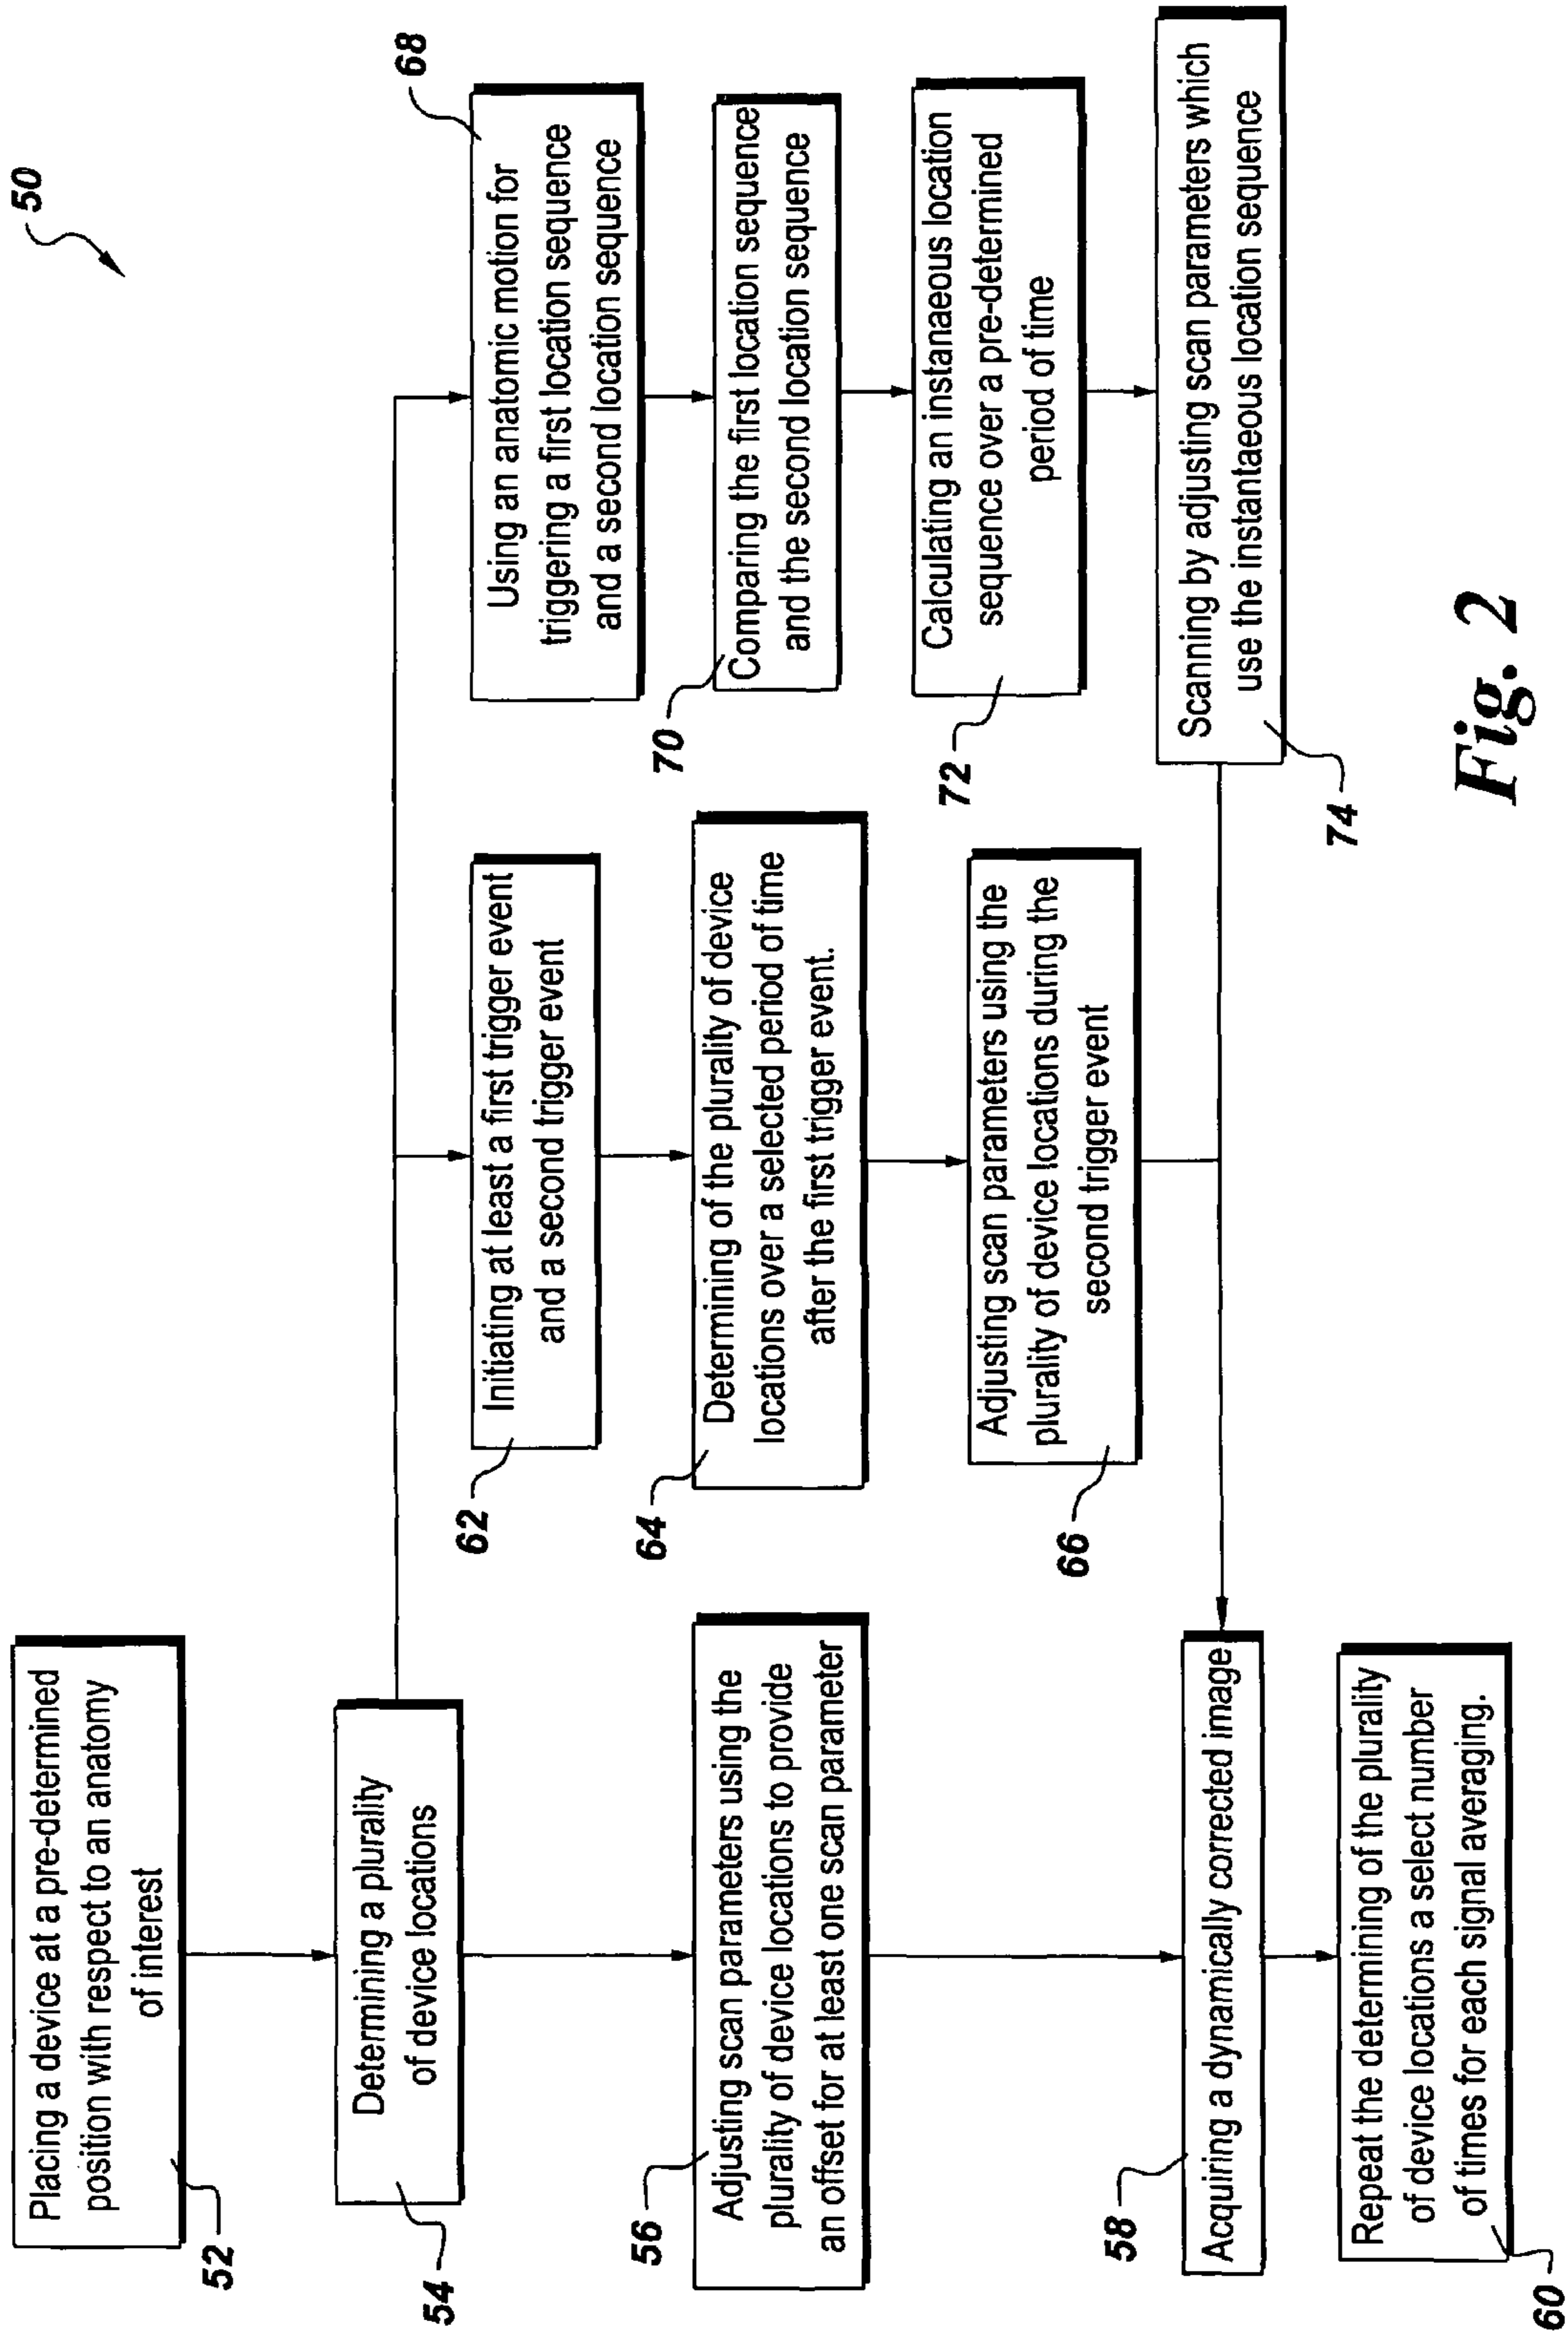 50
Placing a device at a pre-determined
position with respect to an anatomy
of interest
52
Determining a plurality
of device locations
54
Adjusting scan parameters using the
plurality of device locations to provide
an offset for at least one scan parameter
56
Acquiring a dynamically corrected image
58
Repeat the determining of the plurality
of device locations a select number
of times for each signal averaging.
60
Initiating at least a first trigger event
and a second trigger event
62
Determining of the plurality of device
locations over a selected period of time
after the first trigger event.
64
Adjusting scan parameters using the
plurality of device locations during the
second trigger event
66
68
Using an anatomic motion for
triggering a first location sequence
and a second location sequence
70
Comparing the first location sequence
and the second location sequence
Calculating an instanaeous location
sequence over a pre-determined
period of time
72
Scanning by adjusting scan parameters which
use the instantaeous location sequence
74
Fig. 2